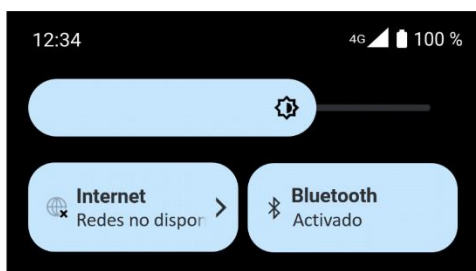 12:34
4G 100 %
Internet
Redes no dispon
Bluetooth
Activado